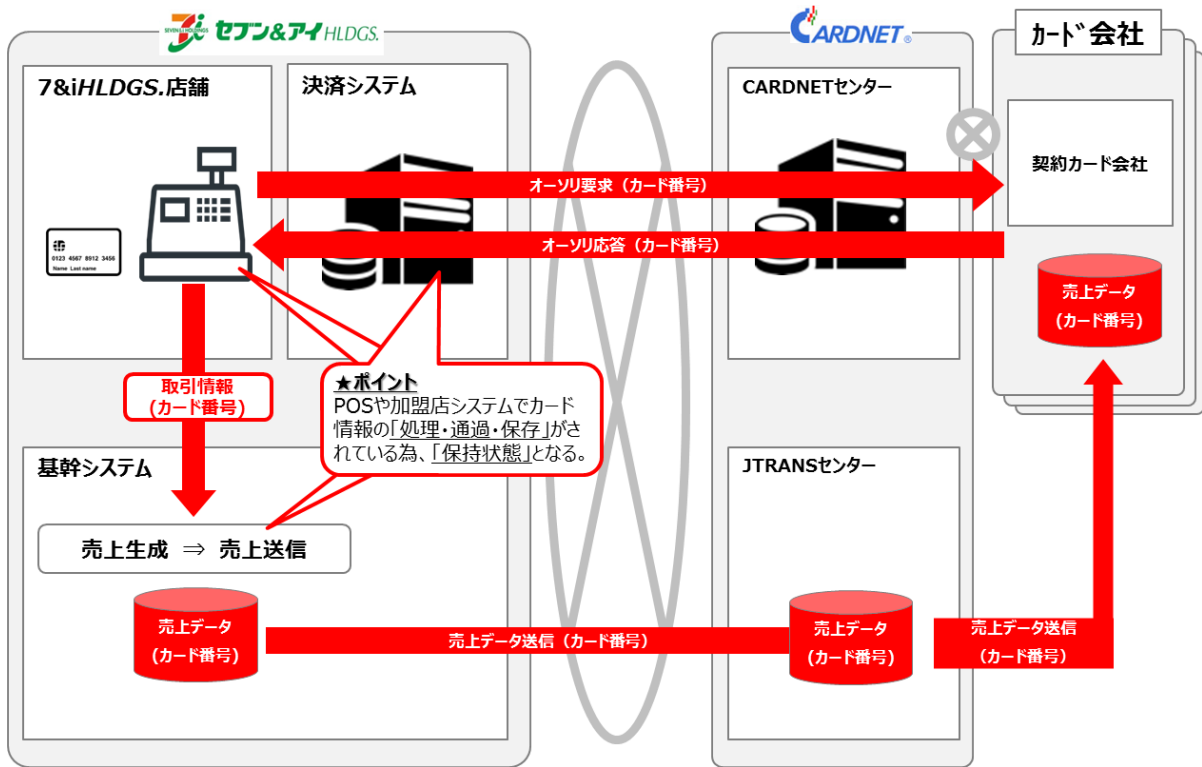 SEVEN&i HOLDINGS
セブン&アイ HLDGS.
CARDNET®
カード会社
7&iHLDGS.店舗
決済システム
CARDNETセンター
契約カード会社
オーソリ要求（カード番号）
オーソリ応答（カード番号）
0123 4567 8912 3456
Name Last name
売上データ
(カード番号)
取引情報
(カード番号)
★ポイント
POSや加盟店システムでカード
情報の「処理・通過・保存」がさ
れている為、「保持状態」となる。
基幹システム
JTRANSセンター
売上生成 ⇒ 売上送信
売上データ
(カード番号)
売上データ送信（カード番号）
売上データ
(カード番号)
売上データ送信
（カード番号）